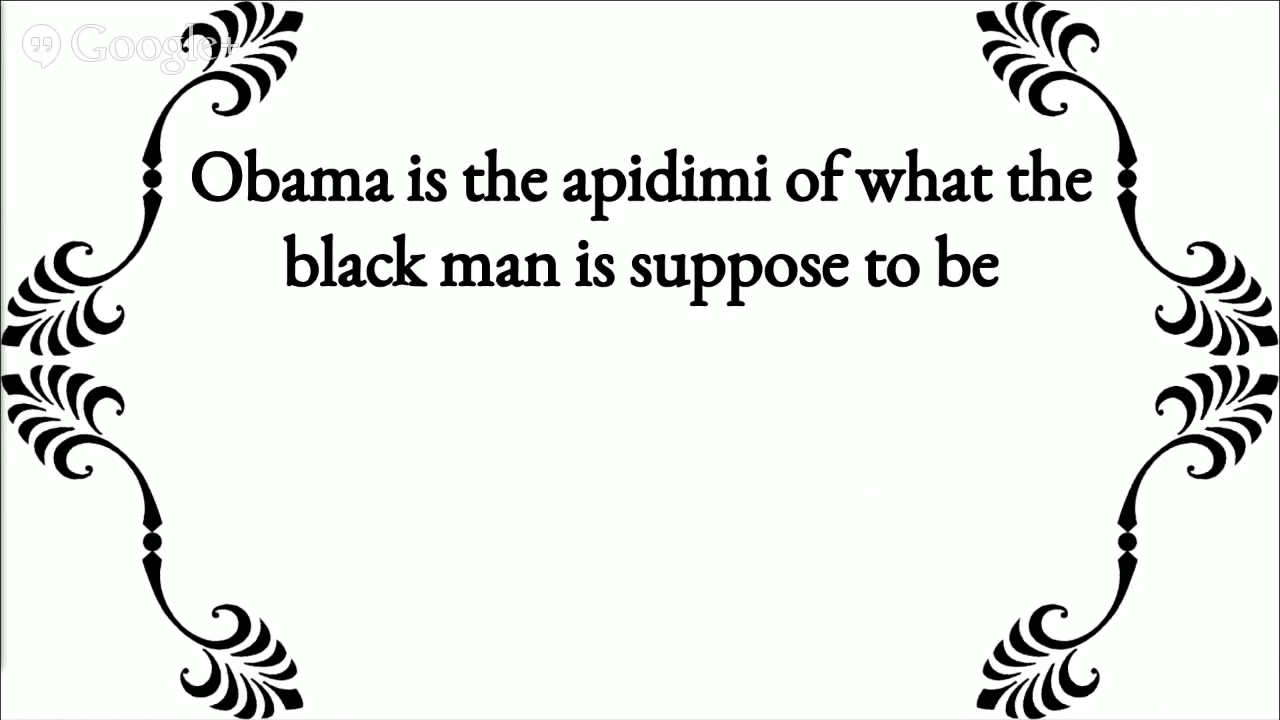 Google+
Obama is the apidimi of what the
black man is suppose to be